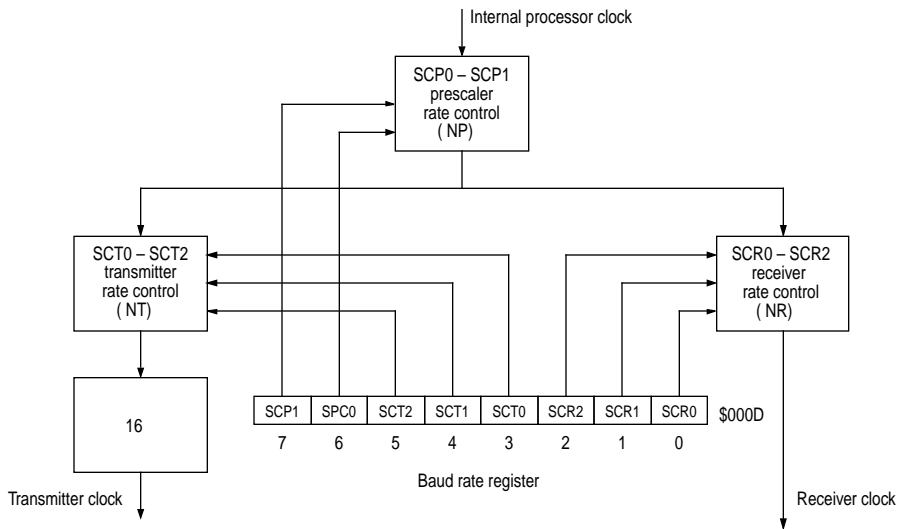 Internal processor clock
SCP0 – SCP1
prescaler
rate control
( NP)
SCT0 – SCT2
transmitter
rate control
( NT)
SCR0 – SCR2
receiver
rate control
( NR)
16
SCP1 SPC0 SCT2 SCT1 SCT0 SCR2 SCR1 SCR0 $000D
7 6 5 4 3 2 1 0
Baud rate register
Transmitter clock
Receiver clock